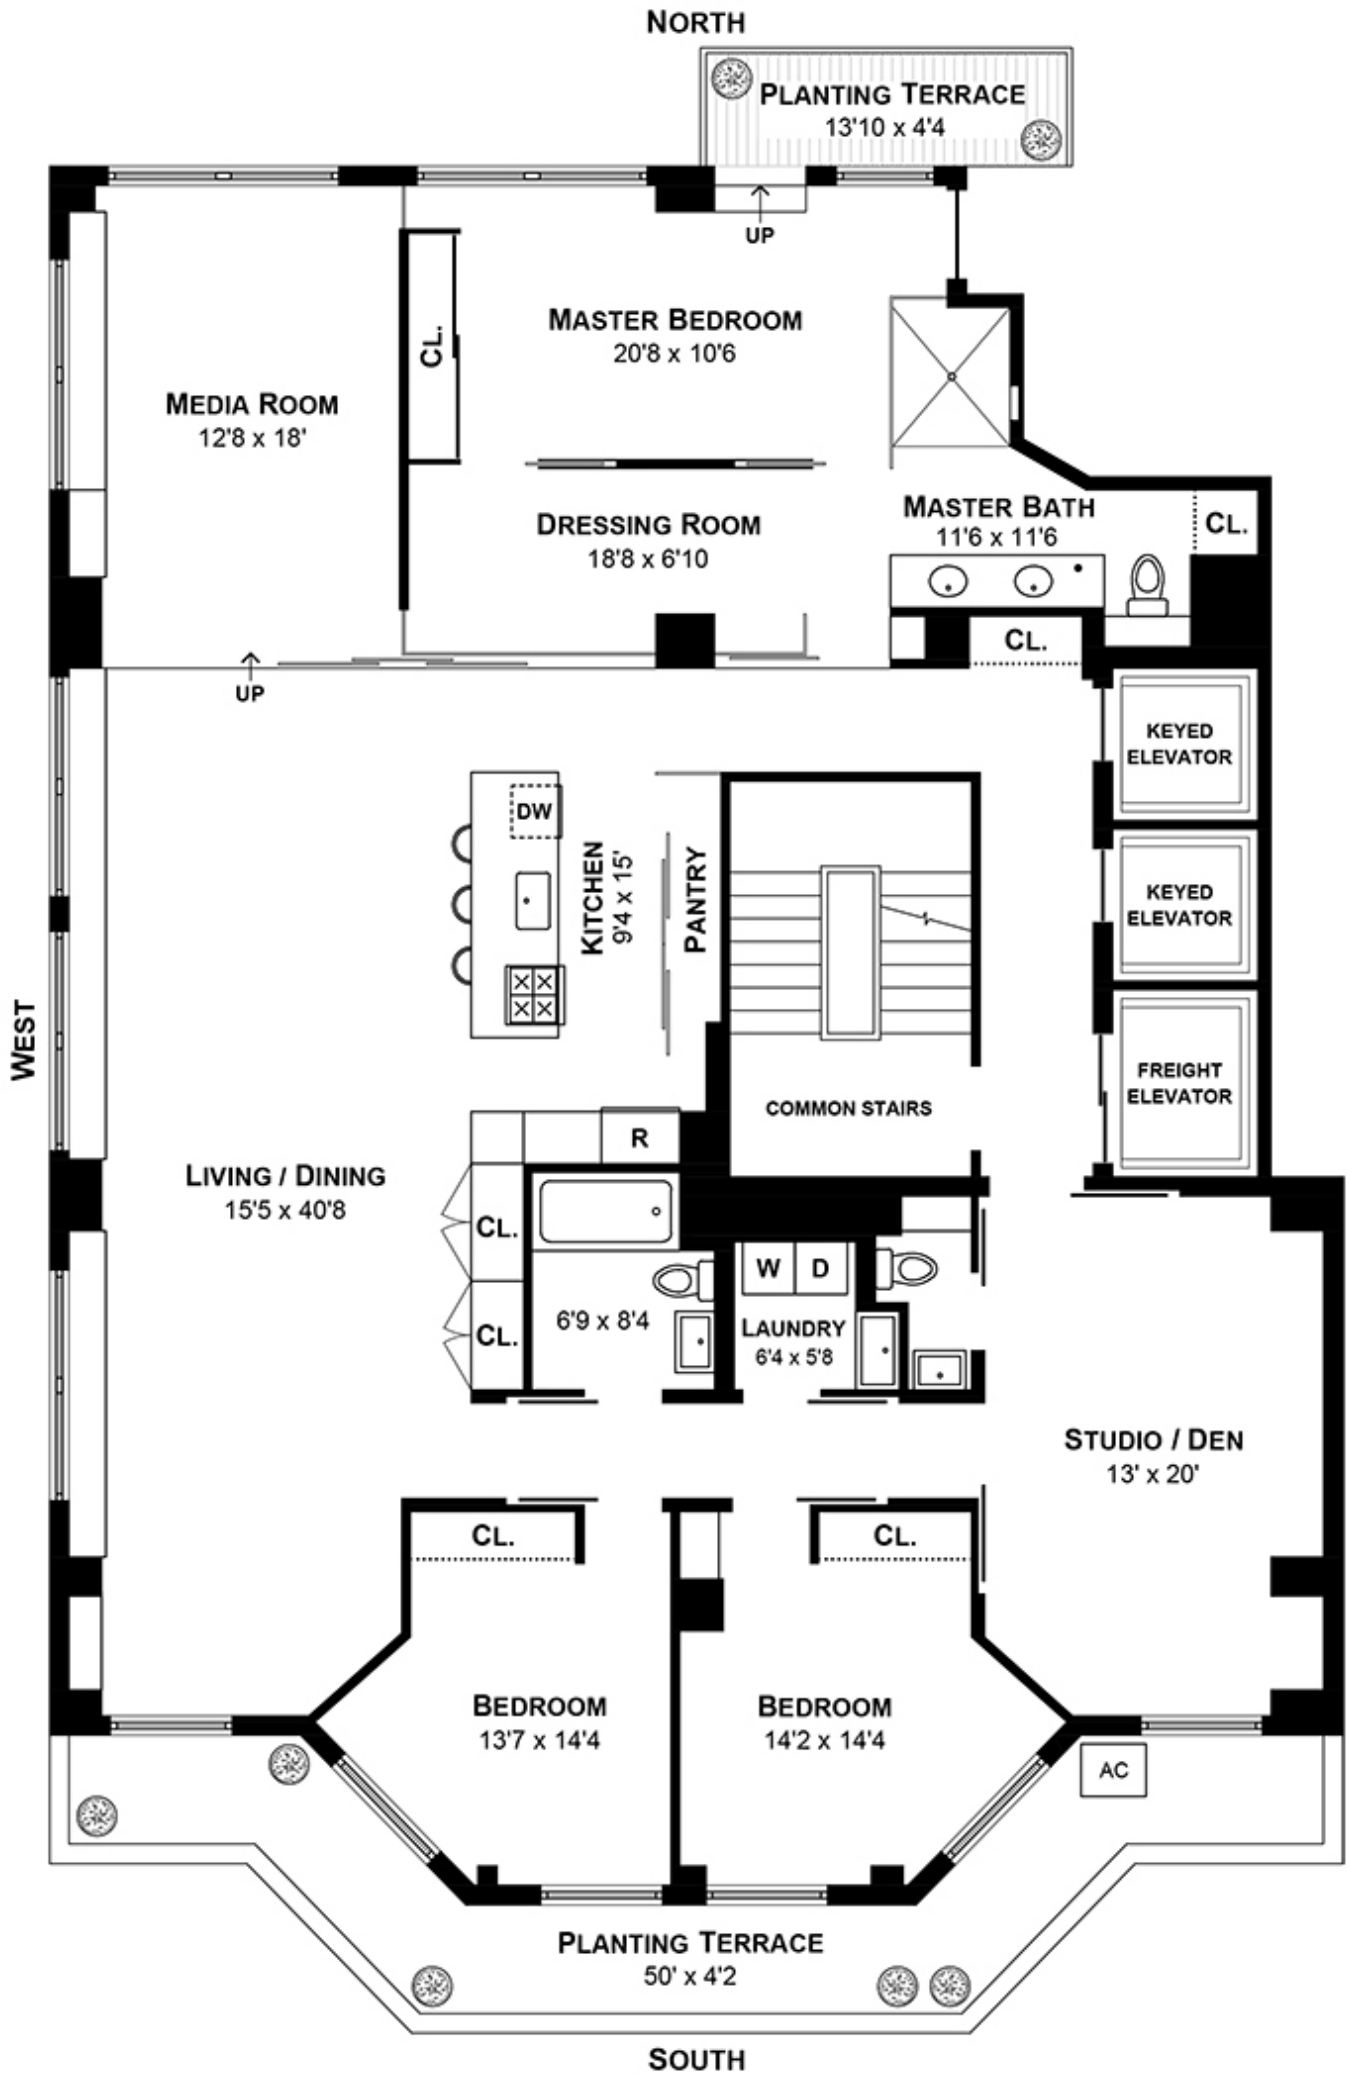 NORTH
PLANTING TERRACE
13'10 x 4'4
UP
CL.
MASTER BEDROOM
20'8 x 10'6
MEDIA ROOM
12'8 x 18'
DRESSING ROOM
18'8 x 6'10
MASTER BATH
11'6 x 11'6
CL.
CL.
UP
KEYED
ELEVATOR
DW
KITCHEN
9'4 x 15'
PANTRY
KEYED
ELEVATOR
WEST
FREIGHT
ELEVATOR
COMMON STAIRS
R
LIVING / DINING
15'5 x 40'8
CL.
W
D
CL.
6'9 x 8'4
LAUNDRY
6'4 x 5'8
STUDIO / DEN
13' x 20'
CL.
CL.
BEDROOM
13'7 x 14'4
BEDROOM
14'2 x 14'4
AC
PLANTING TERRACE
50' x 4'2
SOUTH